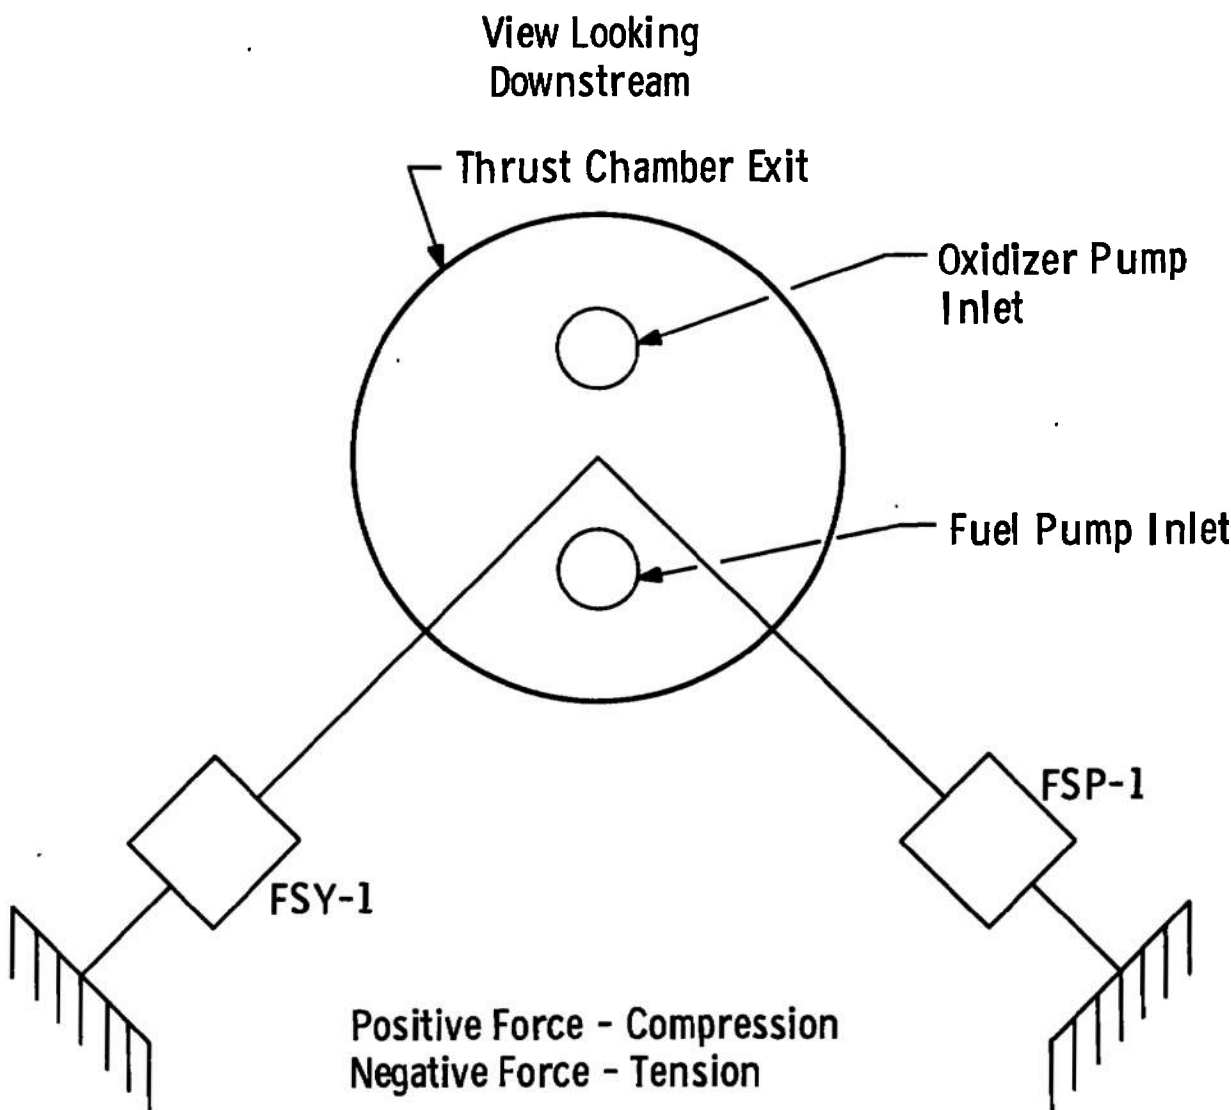 View Looking
Downstream
Thrust Chamber Exit
Oxidizer Pump
Inlet
Fuel Pump Inlet
FSP-1
FSY-1
Positive Force - Compression
Negative Force - Tension